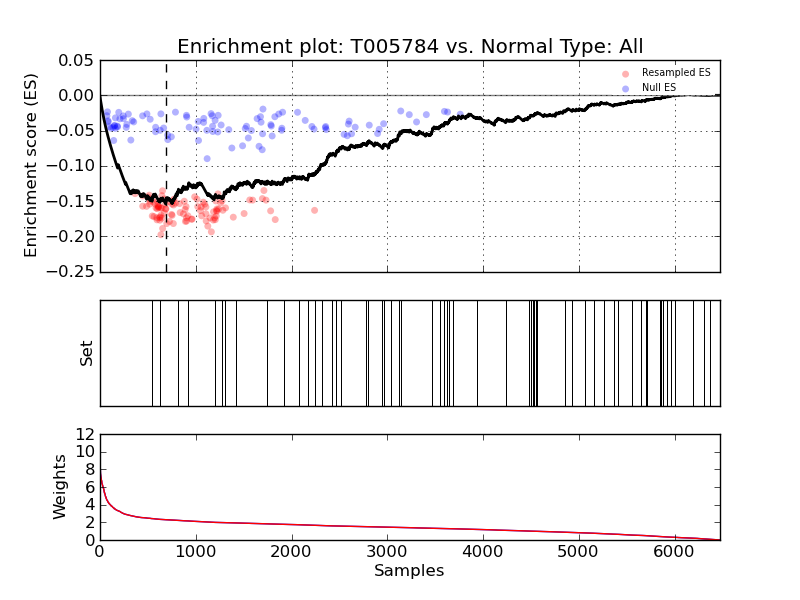 Enrichment plot: T005784 vs. Normal Type: All
0.05
0.00
−0.05
−0.10
−0.15
−0.20
−0.25
Enrichment score (ES)
Resampled ES
Null ES
Set
12
10
8
6
4
2
0
Weights
0 1000 2000 3000 4000 5000 6000
Samples